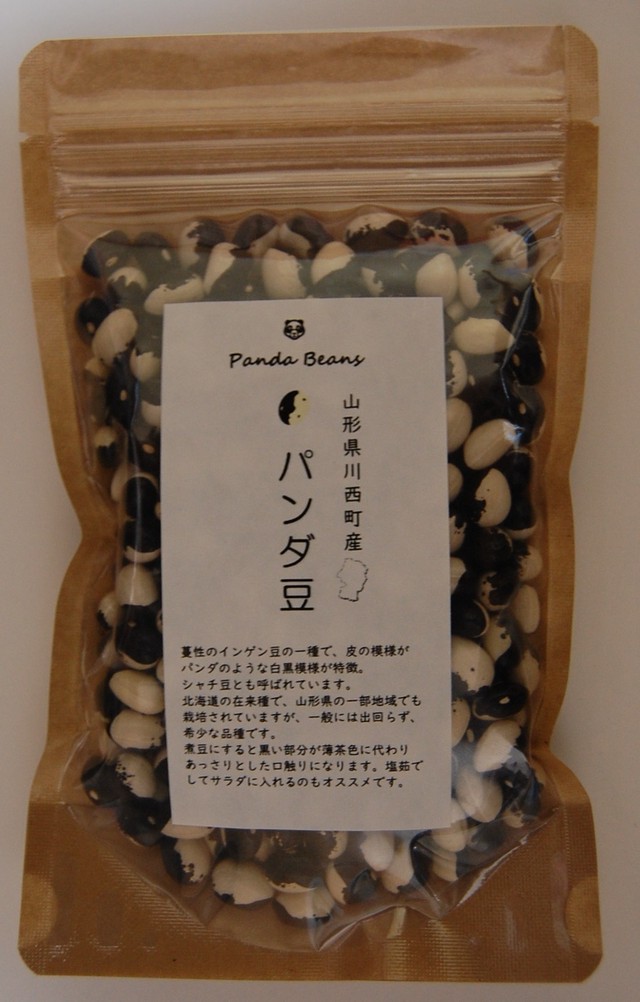 Panda Beans
山形県川西町産
パンダ豆
蔓性のインゲン豆の一種で、皮の模様が
パンダのような白黒模様が特徴。
シャチ豆とも呼ばれています。
北海道の在来種で、山形県の一部地域でも
栽培されていますが、一般には出回らず、
希少な品種です。
煮豆にすると黒い部分が薄茶色に代わり
あっさりとした口触りになります。塩茹で
してサラダに入れるのもオススメです。